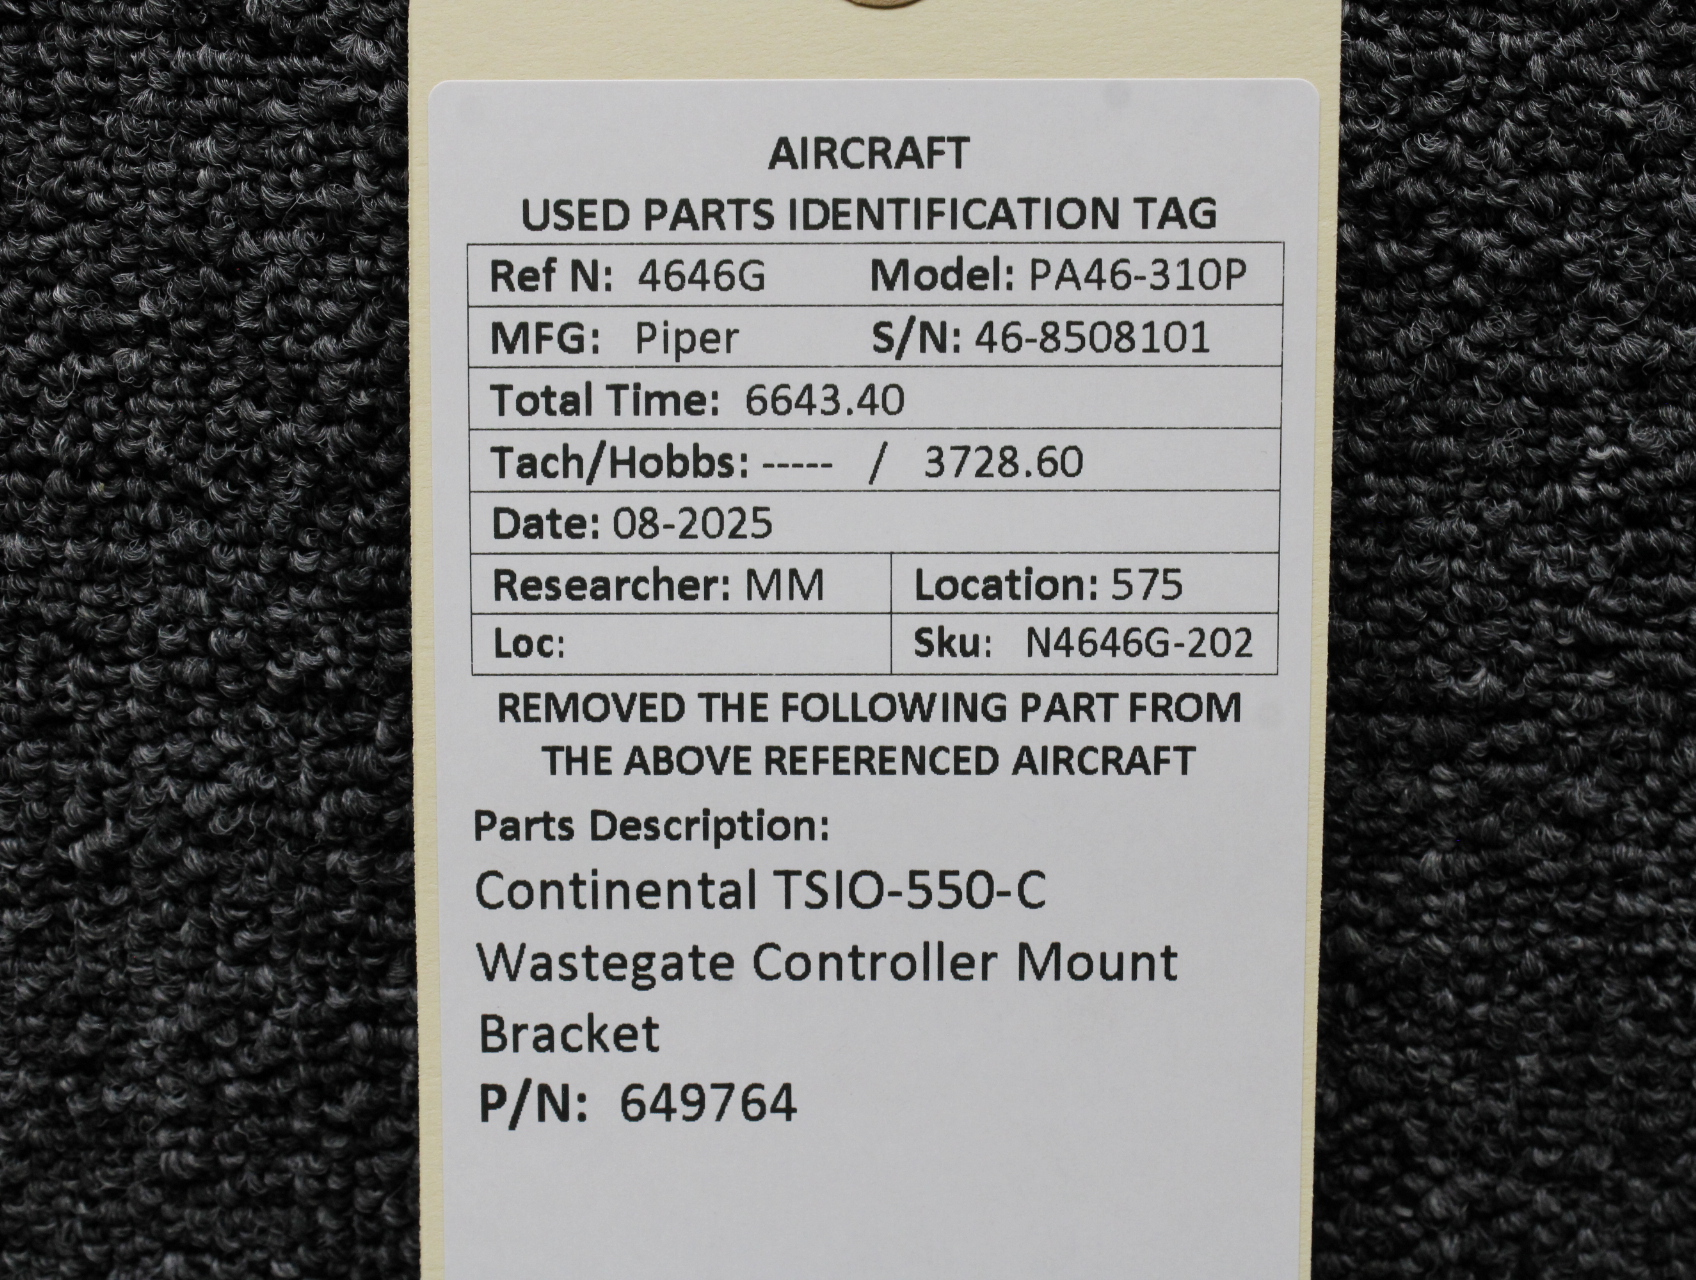 AIRCRAFT
USED PARTS IDENTIFICATION TAG
Ref N: 4646G Model: PA46-310P
MFG: Piper S/N: 46-8508101
Total Time: 6643.40
Tach/Hobbs: ----- / 3728.60
Date: 08-2025
Researcher: MM Location: 575
Loc: Sku: N4646G-202
REMOVED THE FOLLOWING PART FROM
THE ABOVE REFERENCED AIRCRAFT
Parts Description:
Continental TSIO-550-C
Wastegate Controller Mount
Bracket
P/N: 649764